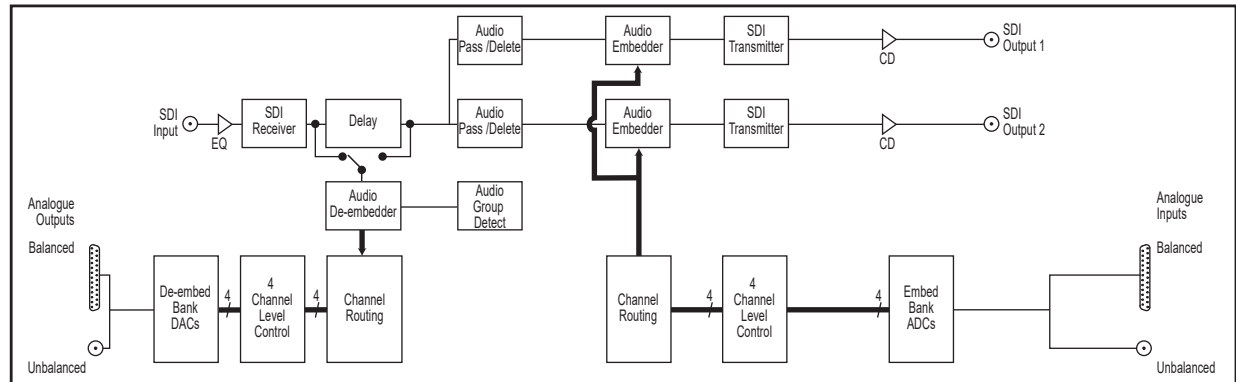 Audio
Pass /Delete
Audio
Embedder
SDI
Transmitter
CD
SDI
Output 1
SDI
Input
EQ
SDI
Receiver
Delay
Audio
Pass /Delete
Audio
Embedder
SDI
Transmitter
CD
SDI
Output 2
Audio
De-embedder
Audio
Group
Detect
Analogue
Outputs
Balanced
Unbalanced
De-embed
Bank
DACs
4
4
Channel
Level
Control
4
Channel
Routing
Channel
Routing
4
4
Channel
Level
Control
4
Embed
Bank
ADCs
Analogue
Inputs
Balanced
Unbalanced